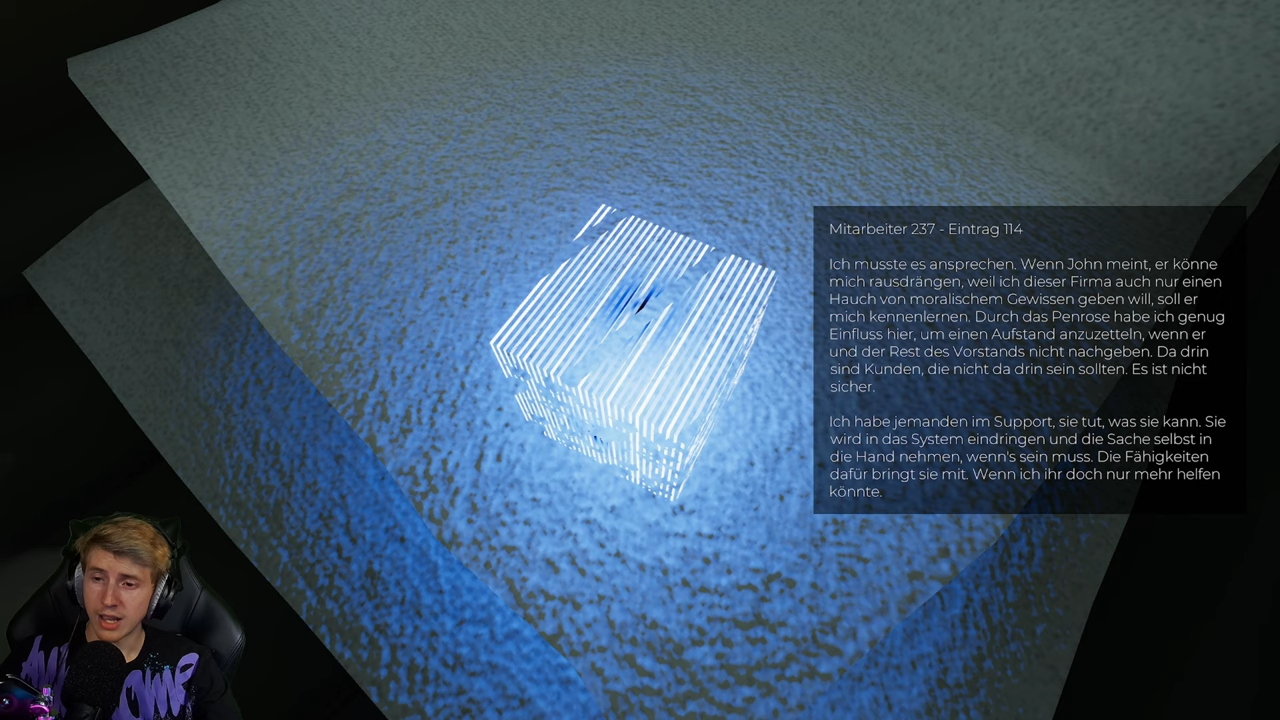 Mitarbeiter 237 - Eintrag 114
Ich musste es ansprechen. Wenn John meint, er könne
mich rausdrängen, weil ich dieser Firma auch nur einen
Hauch von moralischem Gewissen geben will, soll er
mich kennenlernen. Durch das Penrose habe ich genug
Einfluss hier, um einen Aufstand anzuzetteln, wenn er
und der Rest des Vorstands nicht nachgeben. Da drin
sind Kunden, die nicht da drin sein sollten. Es ist nicht
sicher.
Ich habe jemanden im Support, sie tut, was sie kann. Sie
wird in das System eindringen und die Sache selbst in
die Hand nehmen, wenn's sein muss. Die Fähigkeiten
dafür bringt sie mit. Wenn ich ihr doch nur mehr helfen
könnte.